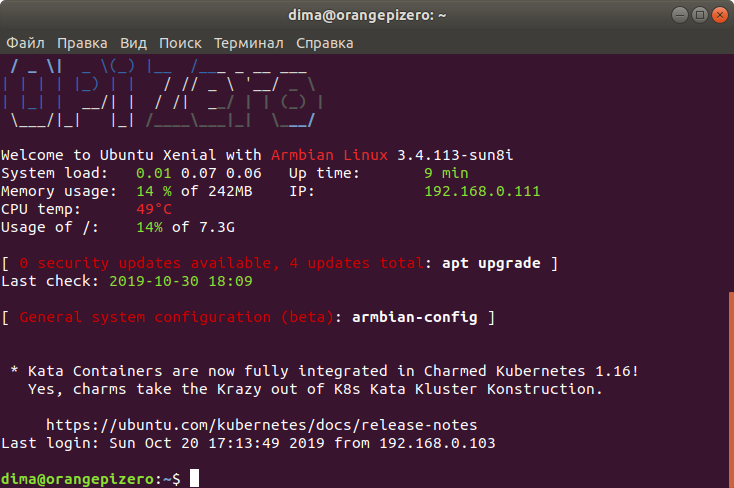 dima@orangepizero: ~
Файл Правка Вид Поиск Терминал Справка
OPI Zero
Welcome to Ubuntu Xenial with Armbian Linux 3.4.113-sun8i
System load: 0.01 0.07 0.06 Up time: 9 min
Memory usage: 14 % of 242MB IP: 192.168.0.111
CPU temp: 49°C
Usage of /: 14% of 7.3G
[ 0 security updates available, 4 updates total: apt upgrade ]
Last check: 2019-10-30 18:09
[ General system configuration (beta): armbian-config ]
* Kata Containers are now fully integrated in Charmed Kubernetes 1.16!
Yes, charms take the Krazy out of K8s Kata Kluster Konstruction.
https://ubuntu.com/kubernetes/docs/release-notes
Last login: Sun Oct 20 17:13:49 2019 from 192.168.0.103
dima@orangepizero:~$